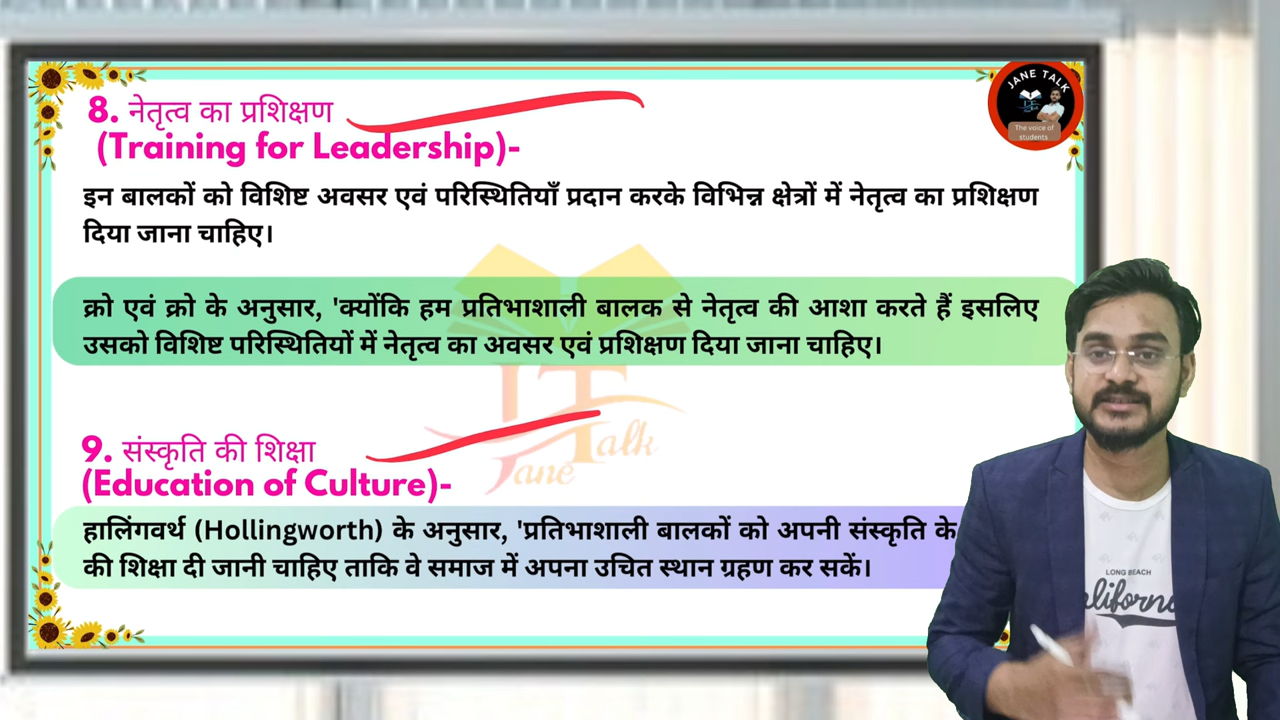 8. नेतृत्व का प्रशिक्षण
(Training for Leadership)-
इन बालकों को विशिष्ट अवसर एवं परिस्थितियाँ प्रदान करके विभिन्न क्षेत्रों में नेतृत्व का प्रशिक्षण
दिया जाना चाहिए।
क्रो एवं क्रो के अनुसार, 'क्योंकि हम प्रतिभाशाली बालक से नेतृत्व की आशा करते हैं इसलिए
उसको विशिष्ट परिस्थितियों में नेतृत्व का अवसर एवं प्रशिक्षण दिया जाना चाहिए।
9. संस्कृति की शिक्षा
(Education of Culture)-
हालिंगवर्थ (Hollingworth) के अनुसार, 'प्रतिभाशाली बालकों को अपनी संस्कृति के
की शिक्षा दी जानी चाहिए ताकि वे समाज में अपना उचित स्थान ग्रहण कर सकें।
JANE TALK
The voice of
students
JT
Jane Talk
LONG BEACH